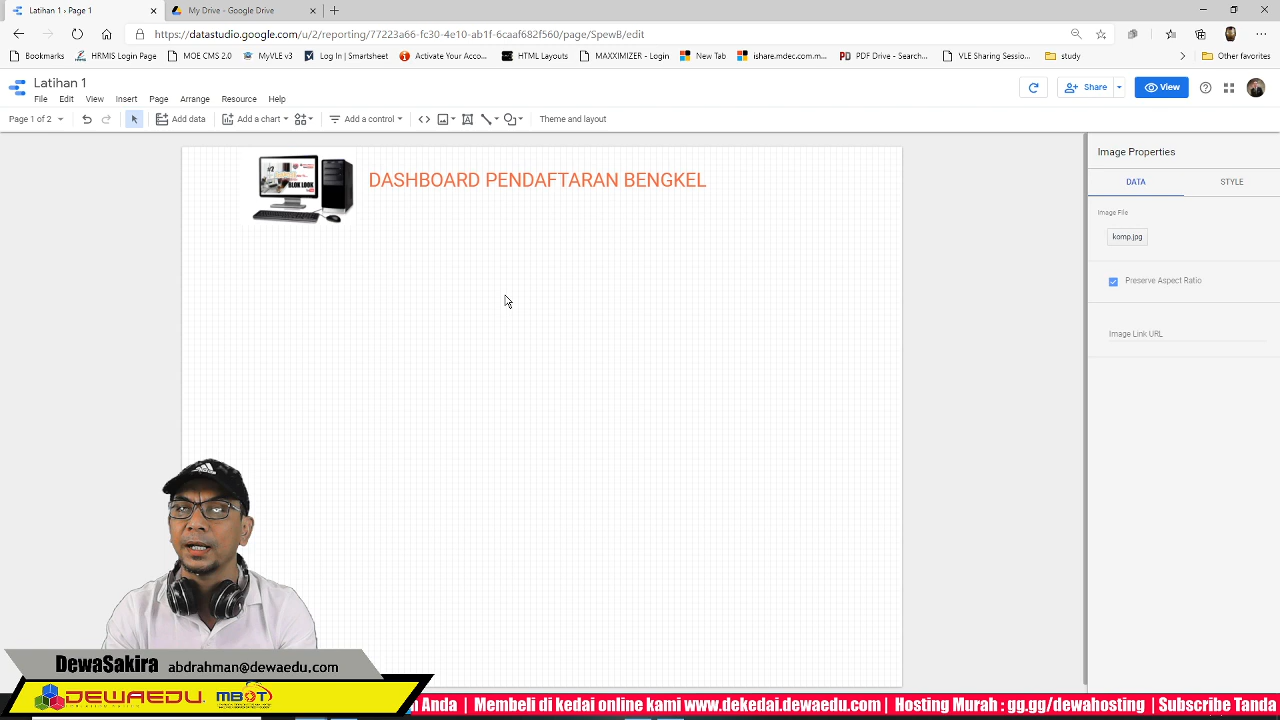 Latihan 1 › Page 1
My Drive - Google Drive
https://datastudio.google.com/u/2/reporting/77223a66-fc30-4e10-ab1f-6caaf682f560/page/SpewB/edit
Bookmarks
HRMIS Login Pages
MOE CMS 2.0
MyVLE v3
Log In | Smartsheet
Activate Your Acco...
HTML Layouts
MAXXIMIZER - Login
New Tab
ishare.mdec.com.m...
PDF Drive - Search...
VLE Sharing Session...
study
Other favorites
Latihan 1
File Edit View Insert Page Arrange Resource Help
Share
View
Page 1 of 2
Add data
Add a chart
Add a control
Theme and layout
DASHBOARD PENDAFTARAN BENGKEL
#2
BLOK LOOK
Image Properties
DATA
STYLE
Image File
komp.jpg
Preserve Aspect Ratio
Image Link URL
DewaSakira abdrahman@dewaedu.com
DEWAEDU
MBOT
Anda | Membeli di kedai online kami www.dekedai.dewaedu.com | Hosting Murah : gg.gg/dewahosting | Subscribe Tanda